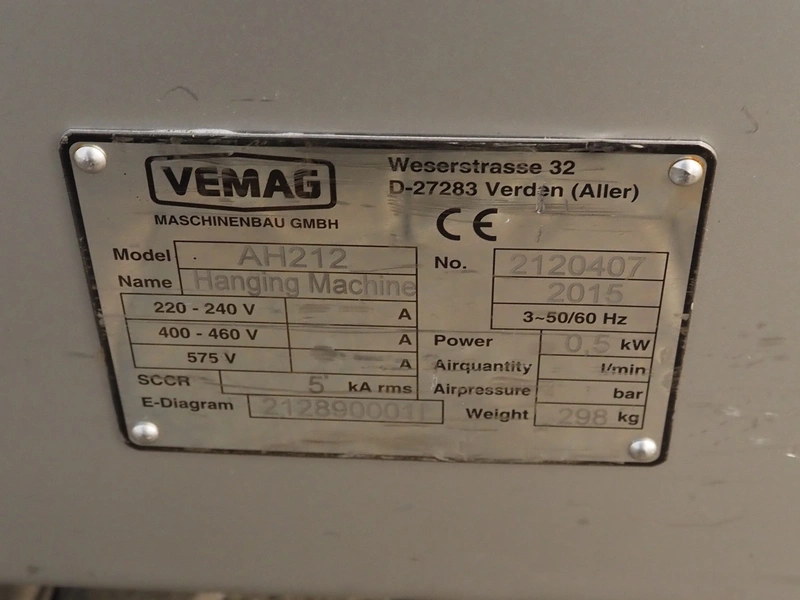 VEMAG
MASCHINENBAU GMBH
Weserstrasse 32
D-27283 Verden (Aller)
CE
Model AH212
Name Hanging Machine
220 - 240 V A
400 - 460 V A
575 V A
SCCR 5 kA rms
E-Diagram
No. 2120407
2015
3~50/60 Hz
Power 0,5 kW
Airquantity l/min
Airpressure bar
Weight 298 kg